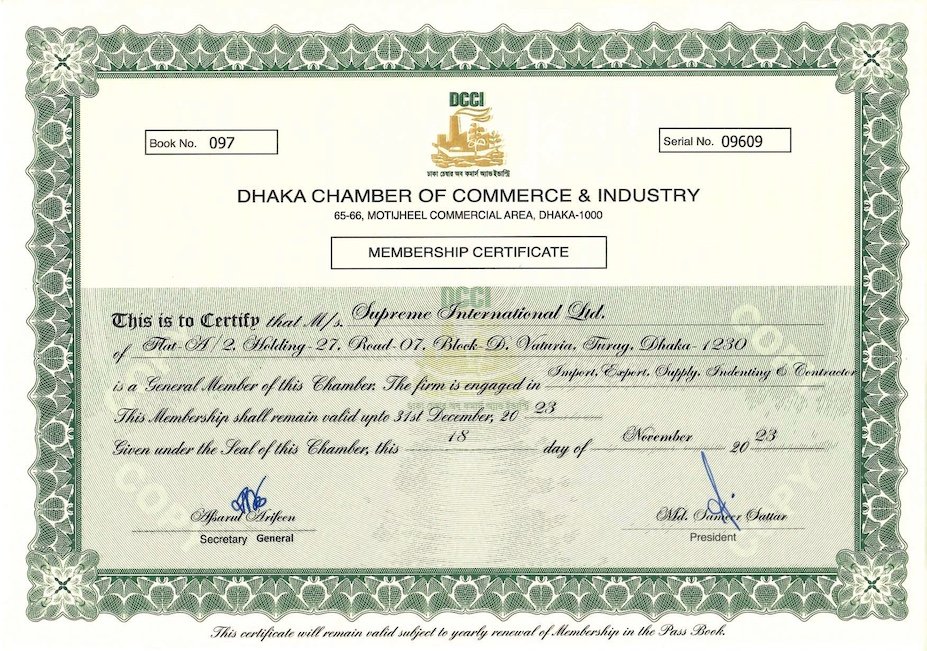 DCCI
ঢাকা চেম্বার অব কমার্স অ্যান্ড ইন্ডাস্ট্রি
Book No. 097
Serial No. 09609
DHAKA CHAMBER OF COMMERCE & INDUSTRY
65-66, MOTIJHEEL COMMERCIAL AREA, DHAKA-1000
MEMBERSHIP CERTIFICATE
DCCI
This is to Certify that M/s. Supreme International Ltd.
of Flat-A/2, Holding-27, Road-07, Block-D, Vaturia, Turag, Dhaka-1230
is a General Member of this Chamber. The firm is engaged in Import, Export, Supply, Indenting & Contractor
This Membership shall remain valid upto 31st December, 20 23
Given under the Seal of this Chamber, this 18 day of November 20 23
COPY
COPY
COPY
Afsarul Arifeen
Secretary General
Md. Sameer Sattar
President
This certificate will remain valid subject to yearly renewal of Membership in the Pass Book.